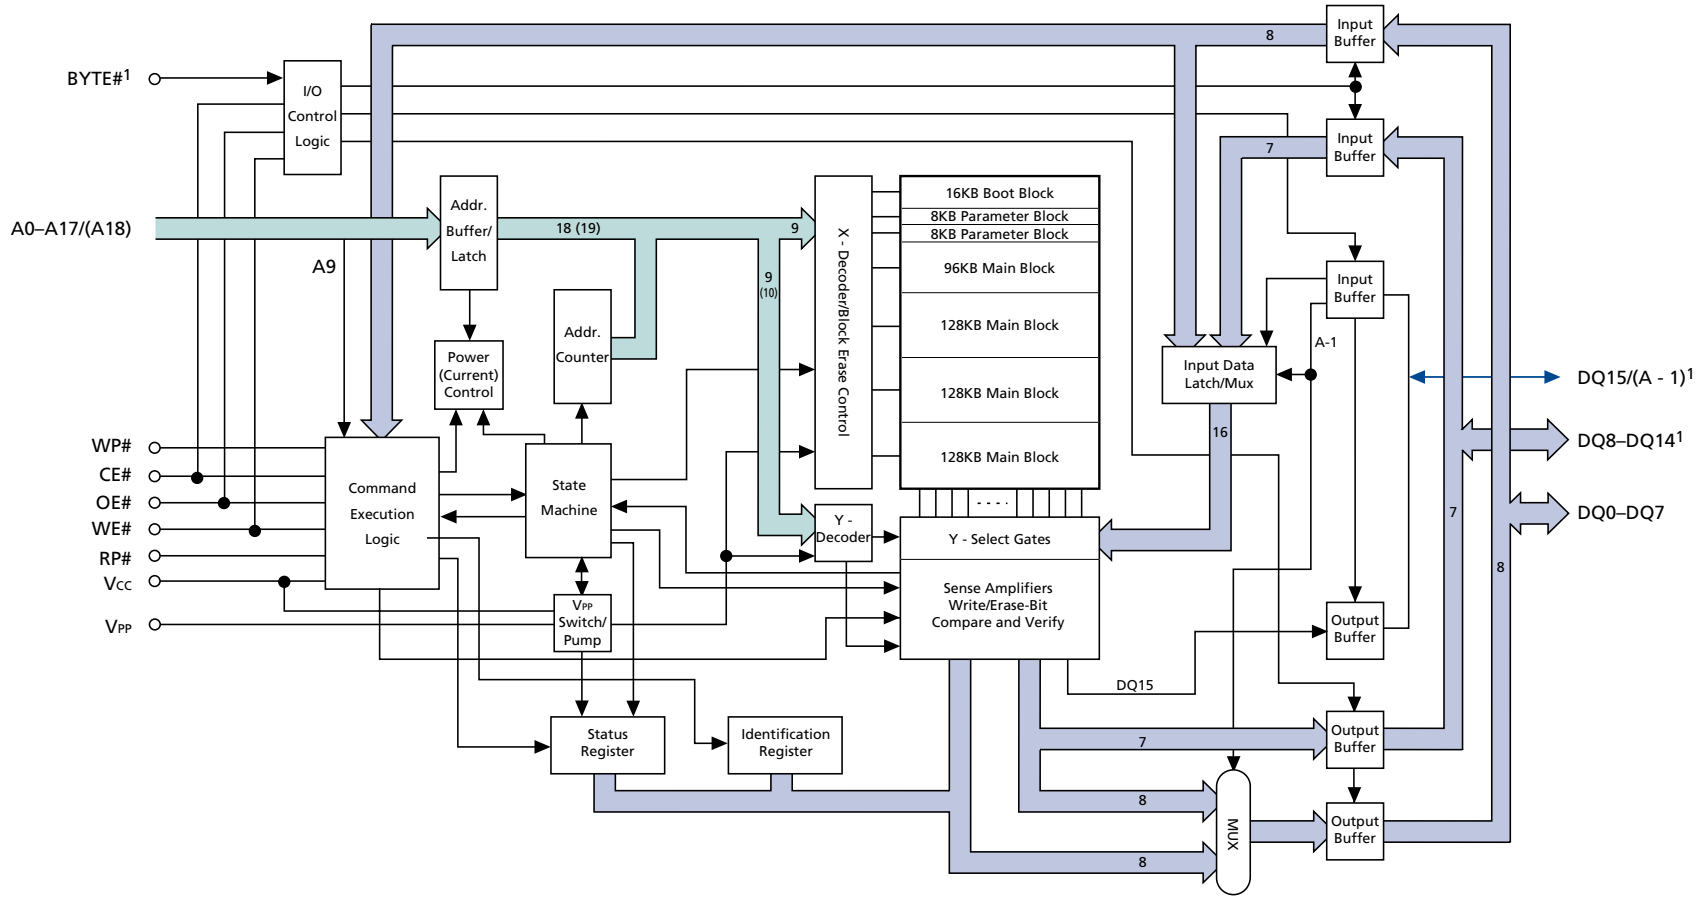 8
Input
Buffer
BYTE#1
I/O
Control
Logic
7
Input
Buffer
A0–A17/(A18)
A9
Addr.
Buffer/
Latch
18 (19)
9
9
(10)
X - Decoder/Block Erase Control
16KB Boot Block
8KB Parameter Block
8KB Parameter Block
96KB Main Block
128KB Main Block
128KB Main Block
128KB Main Block
Input
Buffer
A-1
Addr.
Counter
Power
(Current)
Control
Input Data
Latch/Mux
DQ15/(A - 1)1
16
DQ8–DQ141
WP#
CE#
OE#
WE#
RP#
VCC
VPP
Command
Execution
Logic
State
Machine
Y -
Decoder
- - - -
Y - Select Gates
7
DQ0–DQ7
8
VPP
Switch/
Pump
Sense Amplifiers
Write/Erase-Bit
Compare and Verify
Output
Buffer
DQ15
Status
Register
Identification
Register
7
Output
Buffer
8
MUX
Output
Buffer
8